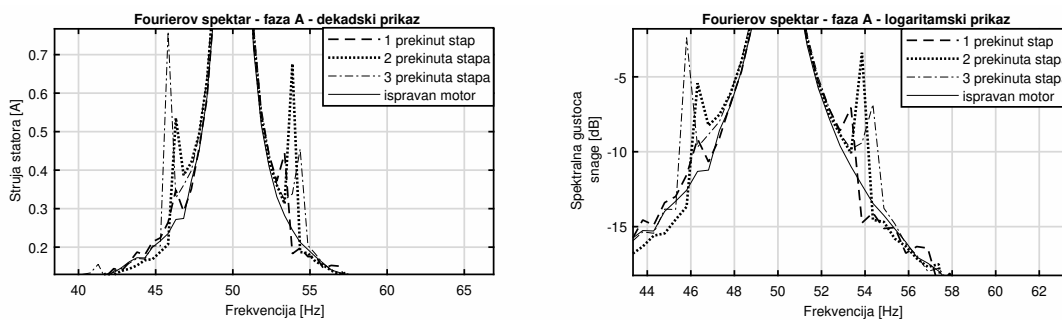 Fourierov spektar - faza A - dekadski prikaz
Struja statora [A]
0.7
0.6
0.5
0.4
0.3
0.2
1 prekinut stap
2 prekinuta stapa
3 prekinuta stapa
ispravan motor
40 45 50 55 60 65
Frekvencija [Hz]
Fourierov spektar - faza A - logaritamski prikaz
Spektralna gustoca
snage [dB]
-5
-10
-15
1 prekinut stap
2 prekinuta stapa
3 prekinuta stapa
ispravan motor
44 46 48 50 52 54 56 58 60 62
Frekvencija [Hz]